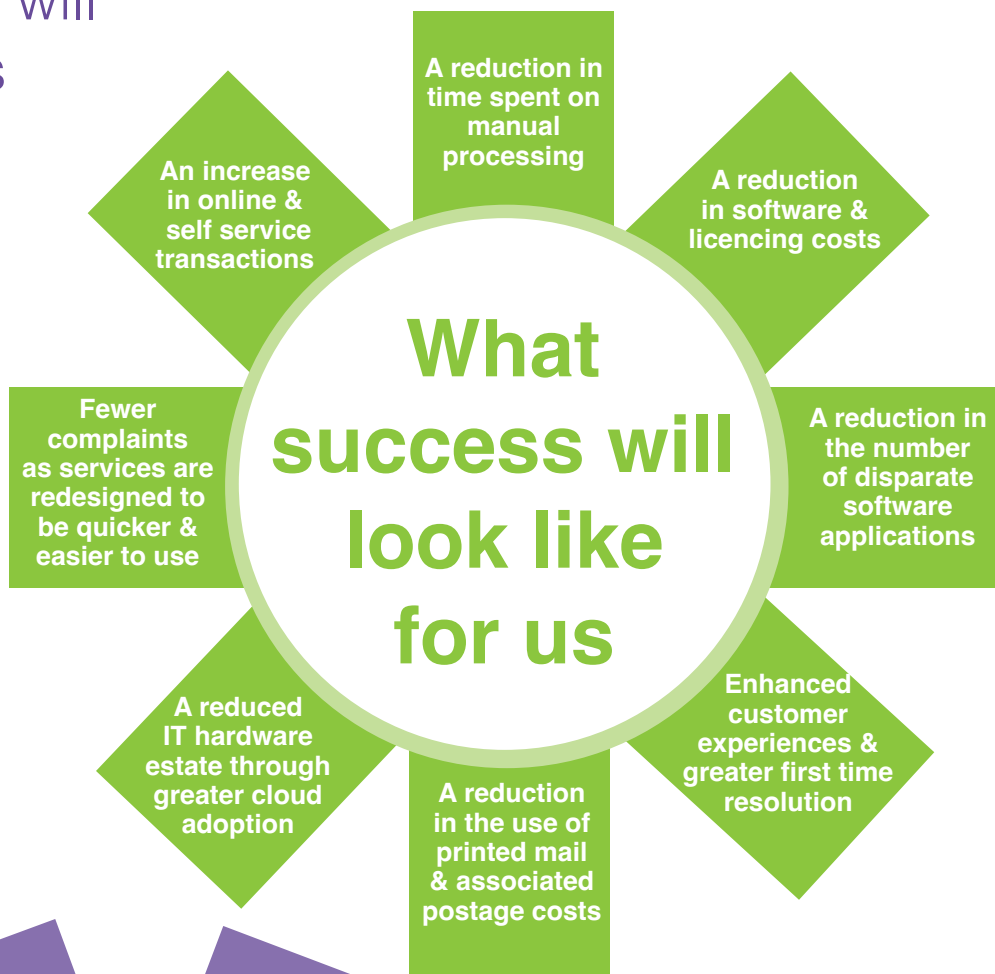 will
s
A reduction in
time spent on
manual
processing
A reduction
in software &
licencing costs
A reduction in
the number
of disparate
software
applications
Enhanced
customer
experiences &
greater first time
resolution
A reduction
in the use of
printed mail
& associated
postage costs
A reduced
IT hardware
estate through
greater cloud
adoption
Fewer
complaints
as services are
redesigned to
be quicker &
easier to use
An increase
in online &
self service
transactions
What
success will
look like
for us